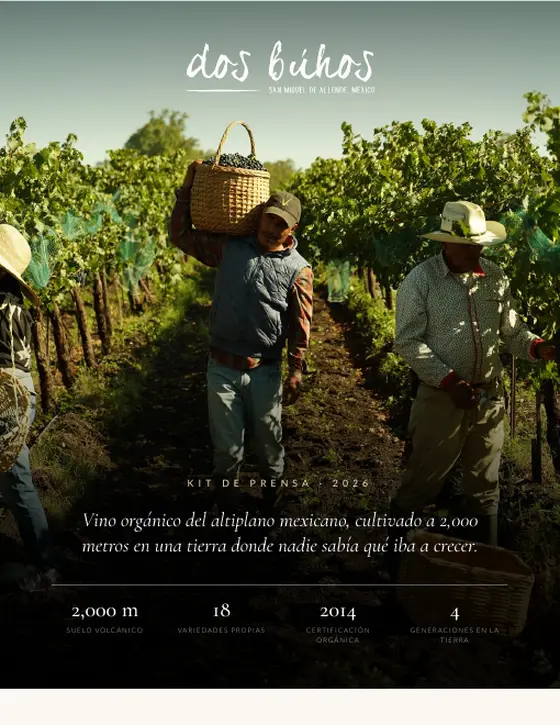 dos búhos
SAN MIGUEL DE ALLENDE, MÉXICO
KIT DE PRENSA · 2026
Vino orgánico del altiplano mexicano, cultivado a 2,000
metros en una tierra donde nadie sabía qué iba a crecer.
2,000 m
SUELO VOLCÁNICO
18
VARIEDADES PROPIAS
2014
CERTIFICACIÓN
ORGÁNICA
4
GENERACIONES EN LA
TIERRA